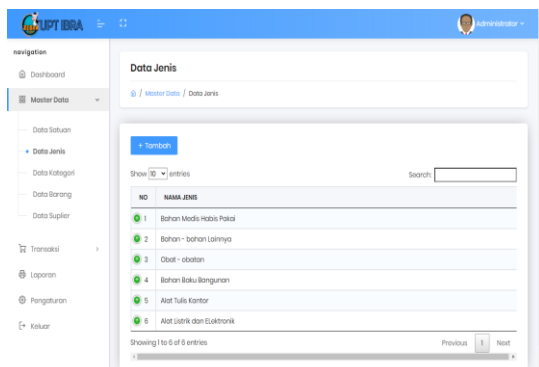 UPT IBRA
Administrator
navigation
Dashboard
Master Data
Data Satuan
Data Jenis
Data Kategori
Data Barang
Data Suplier
Transaksi
Laporan
Pengaturan
Keluar
Data Jenis
/ Master Data / Data Jenis
+ Tambah
Show 10 entries
Search:
NO NAMA JENIS
1 Bahan Medis Habis Pakai
2 Bahan - bahan Lainnya
3 Obat - obatan
4 Bahan Baku Bangunan
5 Alat Tulis Kantor
6 Alat Listrik dan ELektronik
Showing 1 to 6 of 6 entries
Previous 1 Next